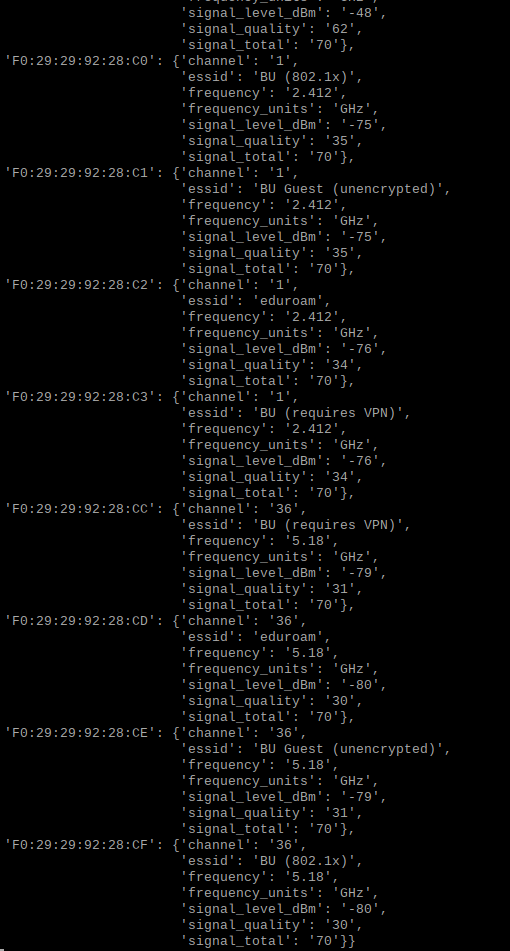 'signal_level_dBm': '-48',
'signal_quality': '62',
'signal_total': '70'},
'F0:29:29:92:28:C0': {'channel': '1',
'essid': 'BU (802.1x)',
'frequency': '2.412',
'frequency_units': 'GHz',
'signal_level_dBm': '-75',
'signal_quality': '35',
'signal_total': '70'},
'F0:29:29:92:28:C1': {'channel': '1',
'essid': 'BU Guest (unencrypted)',
'frequency': '2.412',
'frequency_units': 'GHz',
'signal_level_dBm': '-75',
'signal_quality': '35',
'signal_total': '70'},
'F0:29:29:92:28:C2': {'channel': '1',
'essid': 'eduroam',
'frequency': '2.412',
'frequency_units': 'GHz',
'signal_level_dBm': '-76',
'signal_quality': '34',
'signal_total': '70'},
'F0:29:29:92:28:C3': {'channel': '1',
'essid': 'BU (requires VPN)',
'frequency': '2.412',
'frequency_units': 'GHz',
'signal_level_dBm': '-76',
'signal_quality': '34',
'signal_total': '70'},
'F0:29:29:92:28:CC': {'channel': '36',
'essid': 'BU (requires VPN)',
'frequency': '5.18',
'frequency_units': 'GHz',
'signal_level_dBm': '-79',
'signal_quality': '31',
'signal_total': '70'},
'F0:29:29:92:28:CD': {'channel': '36',
'essid': 'eduroam',
'frequency': '5.18',
'frequency_units': 'GHz',
'signal_level_dBm': '-80',
'signal_quality': '30',
'signal_total': '70'},
'F0:29:29:92:28:CE': {'channel': '36',
'essid': 'BU Guest (unencrypted)',
'frequency': '5.18',
'frequency_units': 'GHz',
'signal_level_dBm': '-79',
'signal_quality': '31',
'signal_total': '70'},
'F0:29:29:92:28:CF': {'channel': '36',
'essid': 'BU (802.1x)',
'frequency': '5.18',
'frequency_units': 'GHz',
'signal_level_dBm': '-80',
'signal_quality': '30',
'signal_total': '70'}}